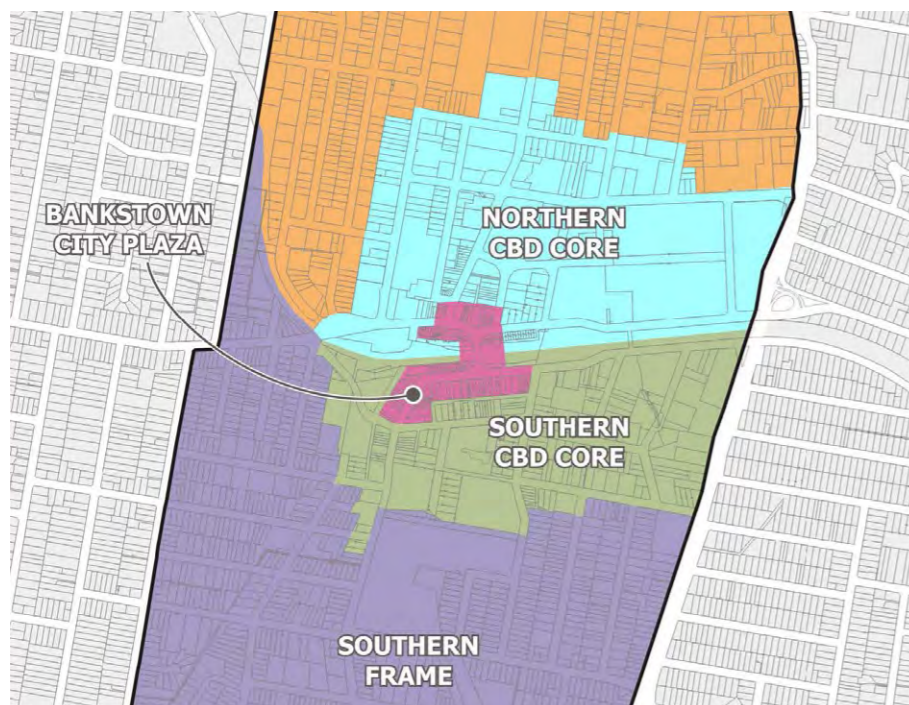 BANKSTOWN
CITY PLAZA
NORTHERN
CBD CORE
SOUTHERN
CBD CORE
SOUTHERN
FRAME